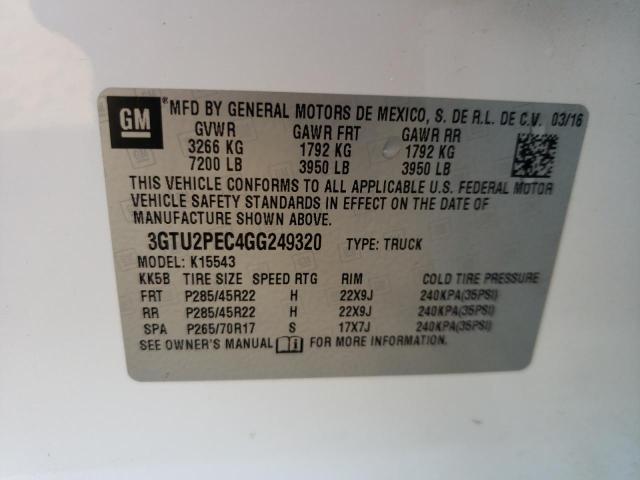 GM ® MFD BY GENERAL MOTORS DE MEXICO, S. DE R.L. DE C.V. 03/16
GVWR GAWR FRT GAWR RR
3266 KG 1792 KG 1792 KG
7200 LB 3950 LB 3950 LB
THIS VEHICLE CONFORMS TO ALL APPLICABLE U.S. FEDERAL MOTOR
VEHICLE SAFETY STANDARDS IN EFFECT ON THE DATE OF
MANUFACTURE SHOWN ABOVE.
3GTU2PEC4GG249320 TYPE: TRUCK
MODEL: K15543
KK5B TIRE SIZE SPEED RTG RIM COLD TIRE PRESSURE
FRT P285/45R22 H 22X9J 240KPA(35PSI)
RR P285/45R22 H 22X9J 240KPA(35PSI)
SPA P265/70R17 S 17X7J 240KPA(35PSI)
SEE OWNER'S MANUAL FOR MORE INFORMATION.